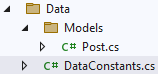 Data
Models
C# Post.cs
C# DataConstants.cs